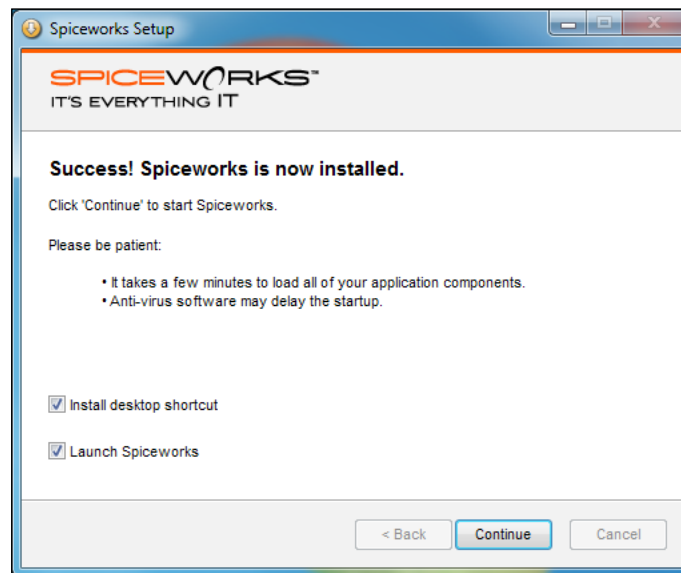 Spiceworks Setup
SPICEWORKS™
IT'S EVERYTHING IT
Success! Spiceworks is now installed.
Click 'Continue' to start Spiceworks.
Please be patient:
• It takes a few minutes to load all of your application components.
• Anti-virus software may delay the startup.
Install desktop shortcut
Launch Spiceworks
< Back Continue Cancel